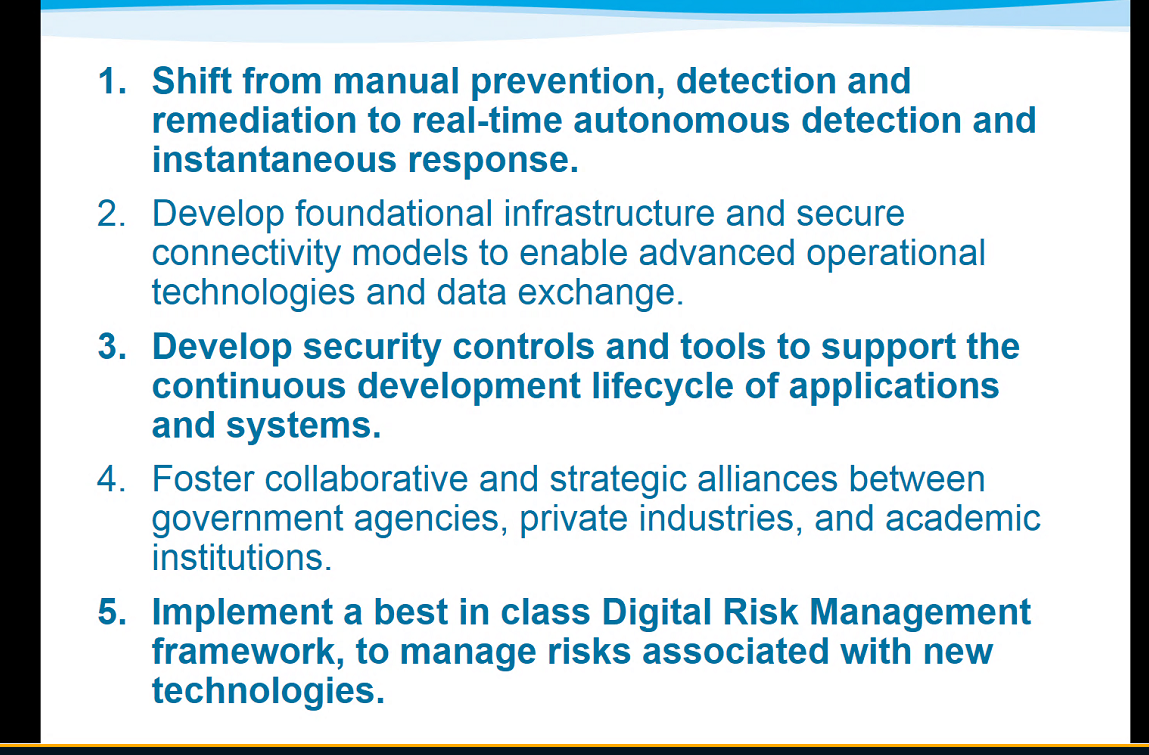 1. Shift from manual prevention, detection and
remediation to real-time autonomous detection and
instantaneous response.
2. Develop foundational infrastructure and secure
connectivity models to enable advanced operational
technologies and data exchange.
3. Develop security controls and tools to support the
continuous development lifecycle of applications
and systems.
4. Foster collaborative and strategic alliances between
government agencies, private industries, and academic
institutions.
5. Implement a best in class Digital Risk Management
framework, to manage risks associated with new
technologies.